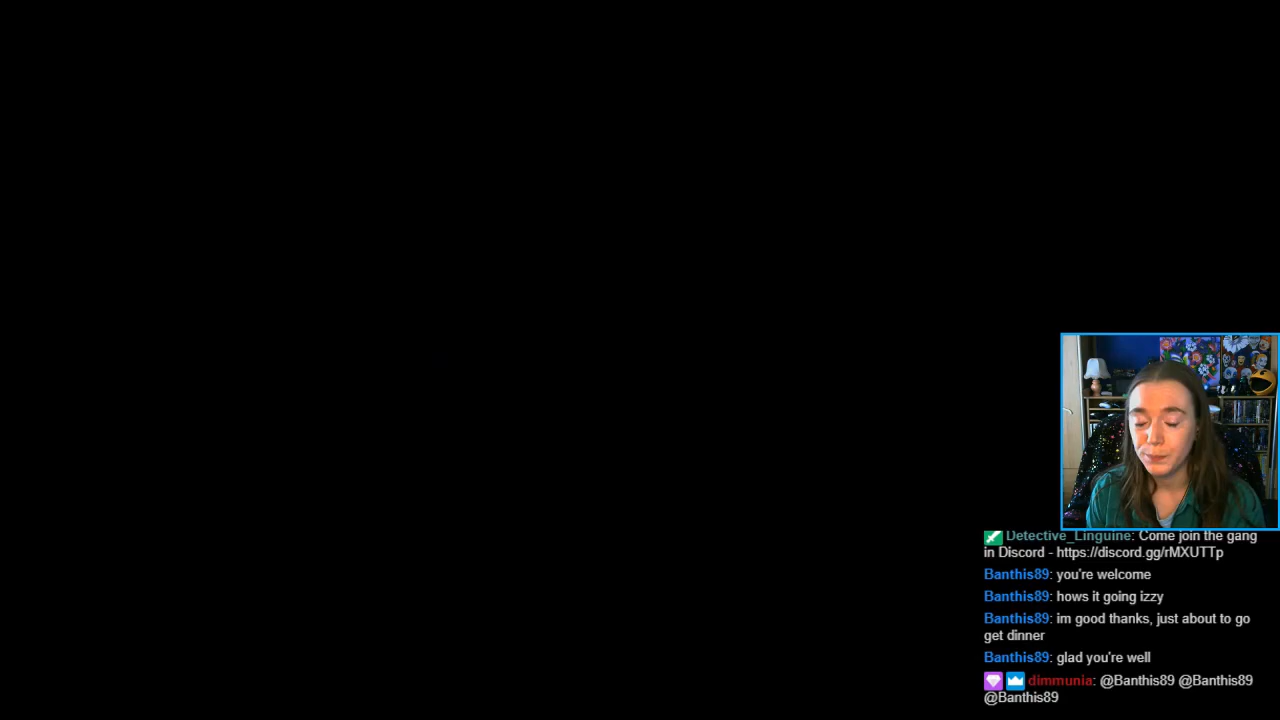 Detective_Linguine: Come join the gang
in Discord - https://discord.gg/rMXUTTp
Banthis89: you're welcome
Banthis89: hows it going izzy
Banthis89: im good thanks, just about to go
get dinner
Banthis89: glad you're well
dimmunia: @Banthis89 @Banthis89
@Banthis89